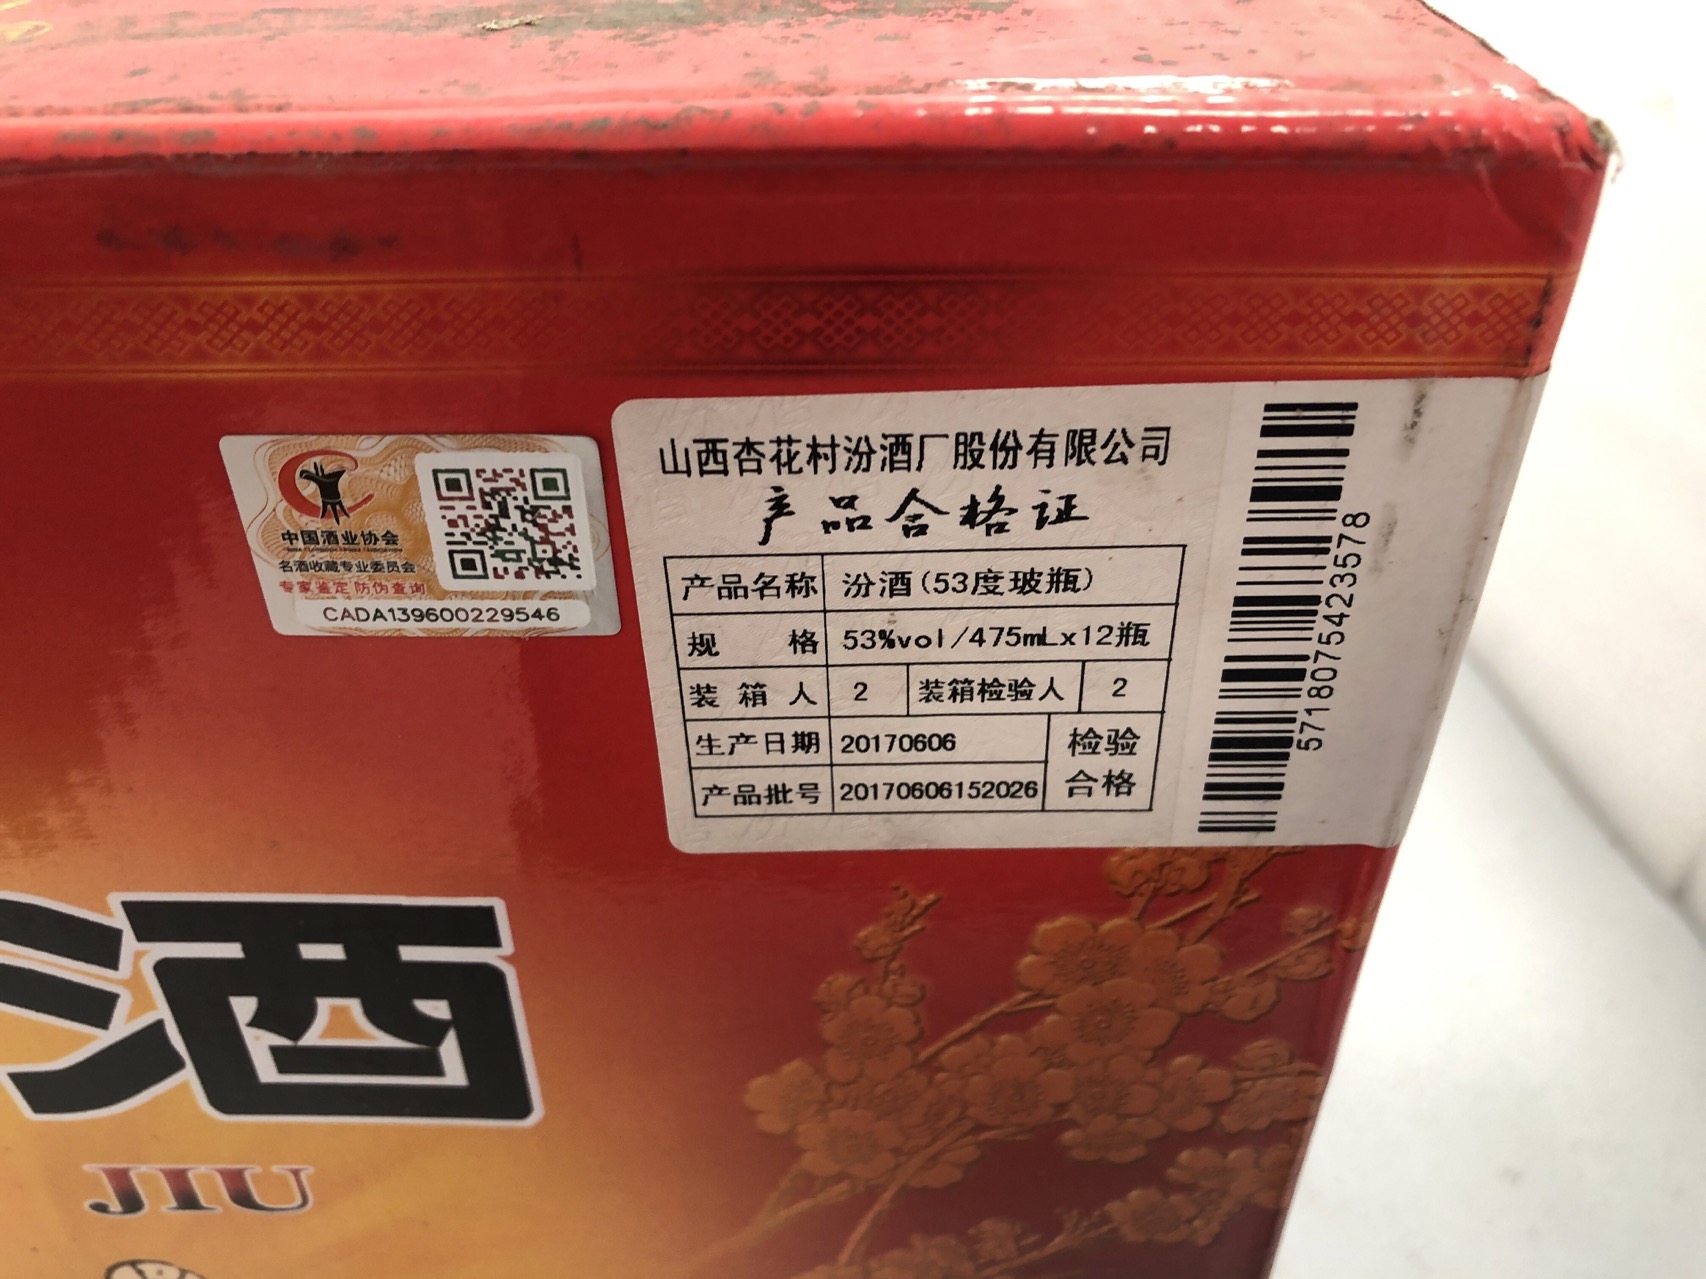 中国酒业协会
名酒收藏专业委员会
专家鉴定 防伪查询
CADA139600229546
山西杏花村汾酒厂股份有限公司
产品合格证
产品名称 汾酒(53度玻瓶)
规 格 53%vol/475mLx12瓶
装箱人 2 装箱检验人 2
生产日期 20170606 检验
产品批号 20170606152026 合格
571807542357​8
酒
JIU